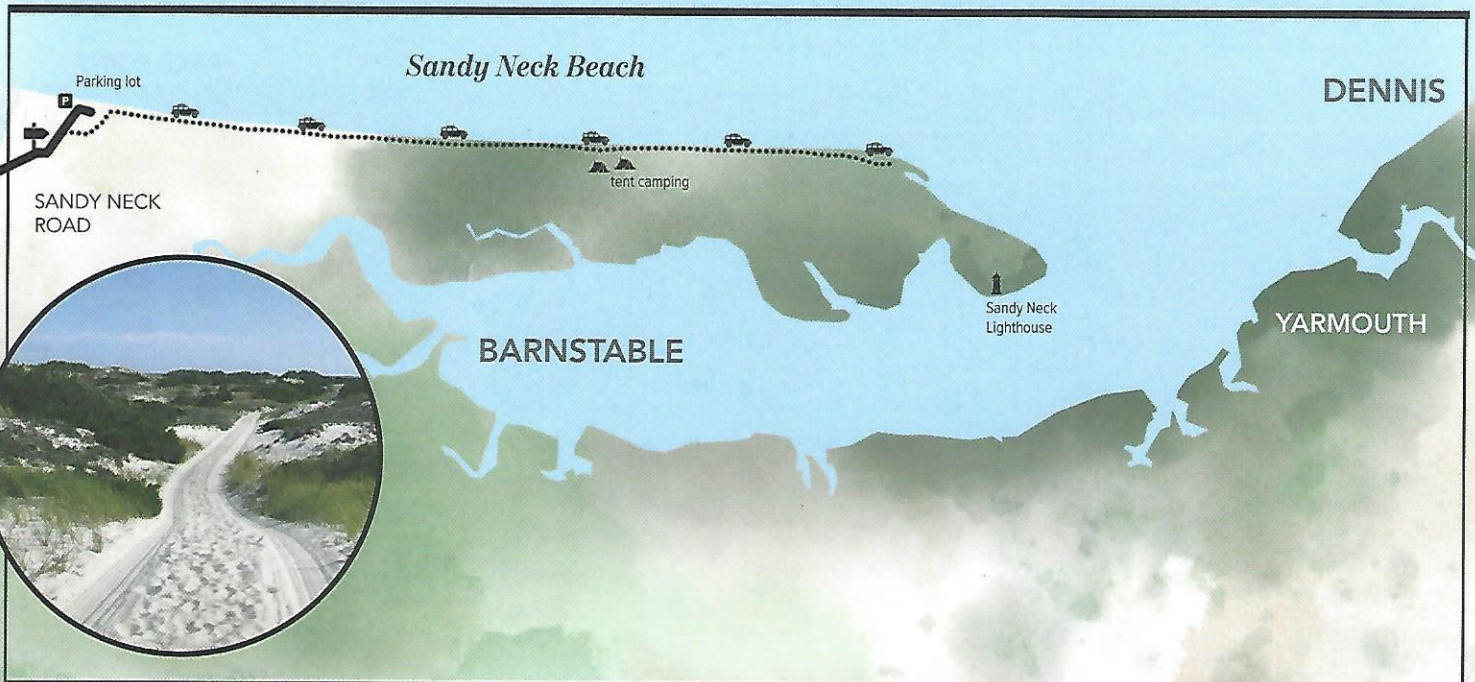 Sandy Neck Beach
Parking lot
P
DENNIS
tent camping
SANDY NECK
ROAD
Sandy Neck
Lighthouse
YARMOUTH
BARNSTABLE